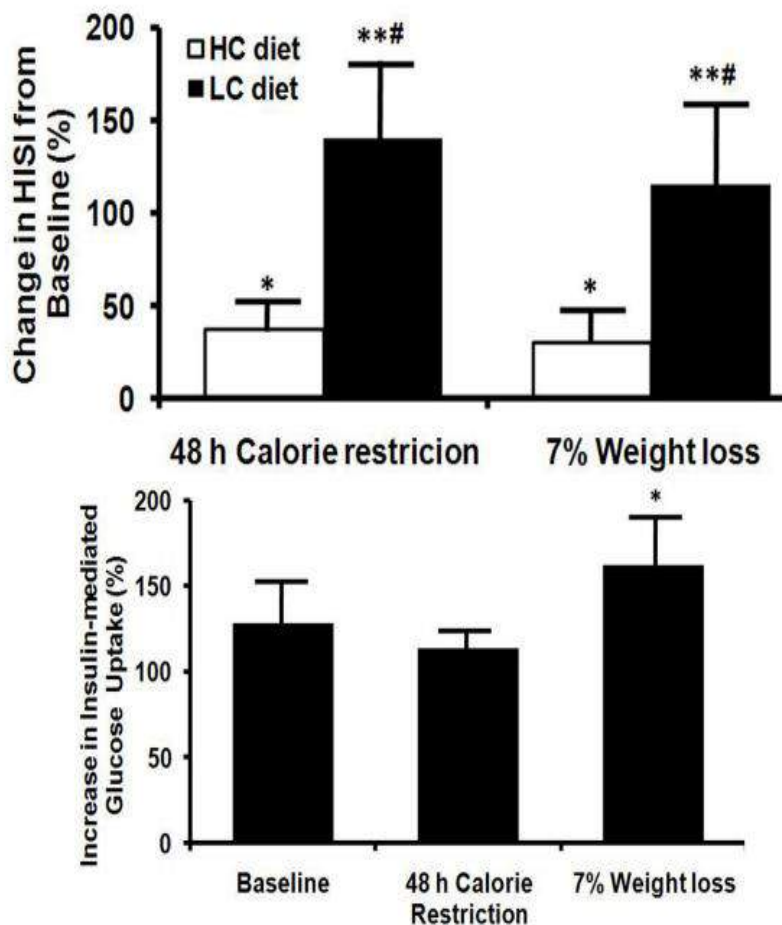 Change in HISI from
Baseline (%)
200
150
100
50
0
HC diet
LC diet
*
**#
*
**#
48 h Calorie restricion
7% Weight loss
Increase in Insulin-mediated
Glucose Uptake (%)
200
150
100
50
0
*
Baseline
48 h Calorie
Restriction
7% Weight loss